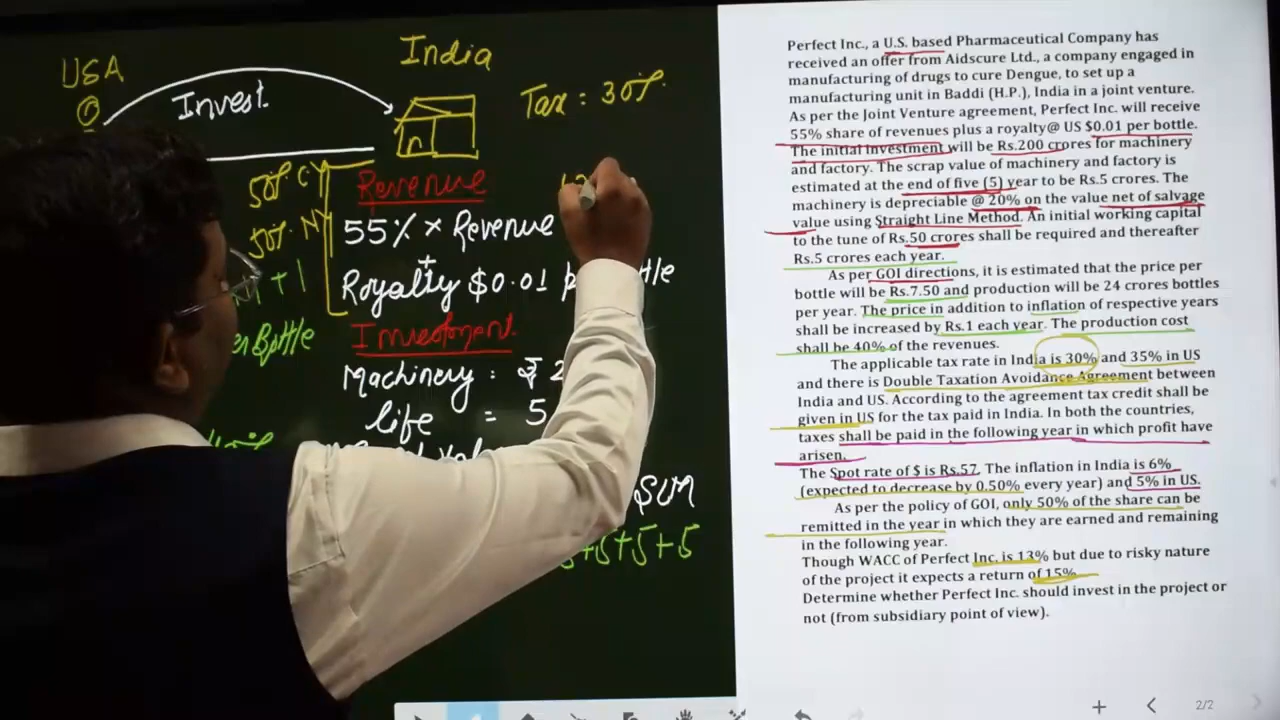 USA
India
Invest.
Tax : 30%.
50% CY
Revenue
50% NY
55% × Revenue
+
+ 1
Royalty $0.01
Bottle
Investment
Machinery : ₹ 2
life = 5
+5+5+5
Perfect Inc., a U.S. based Pharmaceutical Company has
received an offer from Aidscure Ltd., a company engaged in
manufacturing of drugs to cure Dengue, to set up a
manufacturing unit in Baddi (H.P.), India in a joint venture.
As per the Joint Venture agreement, Perfect Inc. will receive
55% share of revenues plus a royalty@ US $0.01 per bottle.
The initial investment will be Rs.200 crores for machinery
and factory. The scrap value of machinery and factory is
estimated at the end of five (5) year to be Rs.5 crores. The
machinery is depreciable @ 20% on the value net of salvage
value using Straight Line Method. An initial working capital
to the tune of Rs.50 crores shall be required and thereafter
Rs.5 crores each year.
As per GOI directions, it is estimated that the price per
bottle will be Rs.7.50 and production will be 24 crores bottles
per year. The price in addition to inflation of respective years
shall be increased by Rs.1 each year. The production cost
shall be 40% of the revenues.
The applicable tax rate in India is 30% and 35% in US
and there is Double Taxation Avoidance Agreement between
India and US. According to the agreement tax credit shall be
given in US for the tax paid in India. In both the countries,
taxes shall be paid in the following year in which profit have
arisen.
The Spot rate of $ is Rs.57. The inflation in India is 6%
(expected to decrease by 0.50% every year) and 5% in US.
As per the policy of GOI, only 50% of the share can be
remitted in the year in which they are earned and remaining
in the following year.
Though WACC of Perfect Inc. is 13% but due to risky nature
of the project it expects a return of 15%
Determine whether Perfect Inc. should invest in the project or
not (from subsidiary point of view).
2/2